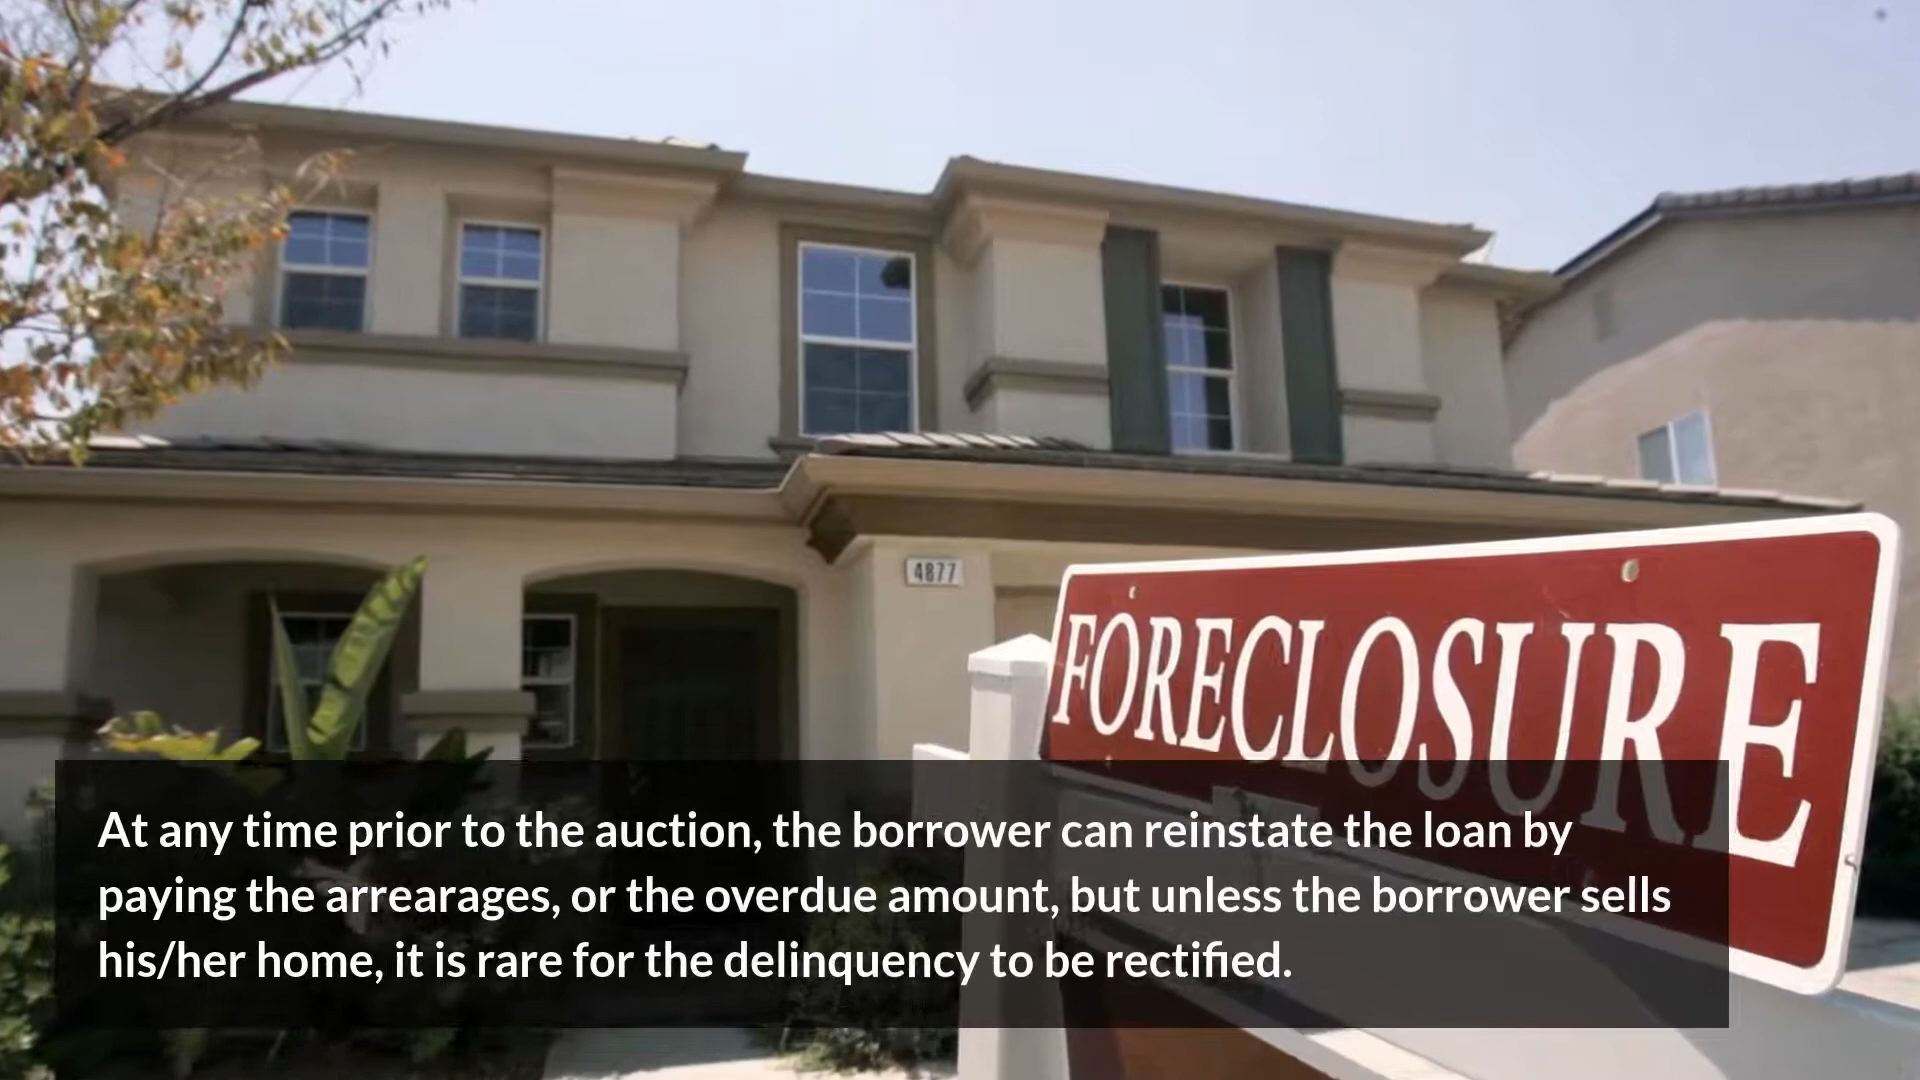 4877
FORECLOSURE
At any time prior to the auction, the borrower can reinstate the loan by
paying the arrearages, or the overdue amount, but unless the borrower sells
his/her home, it is rare for the delinquency to be rectified.